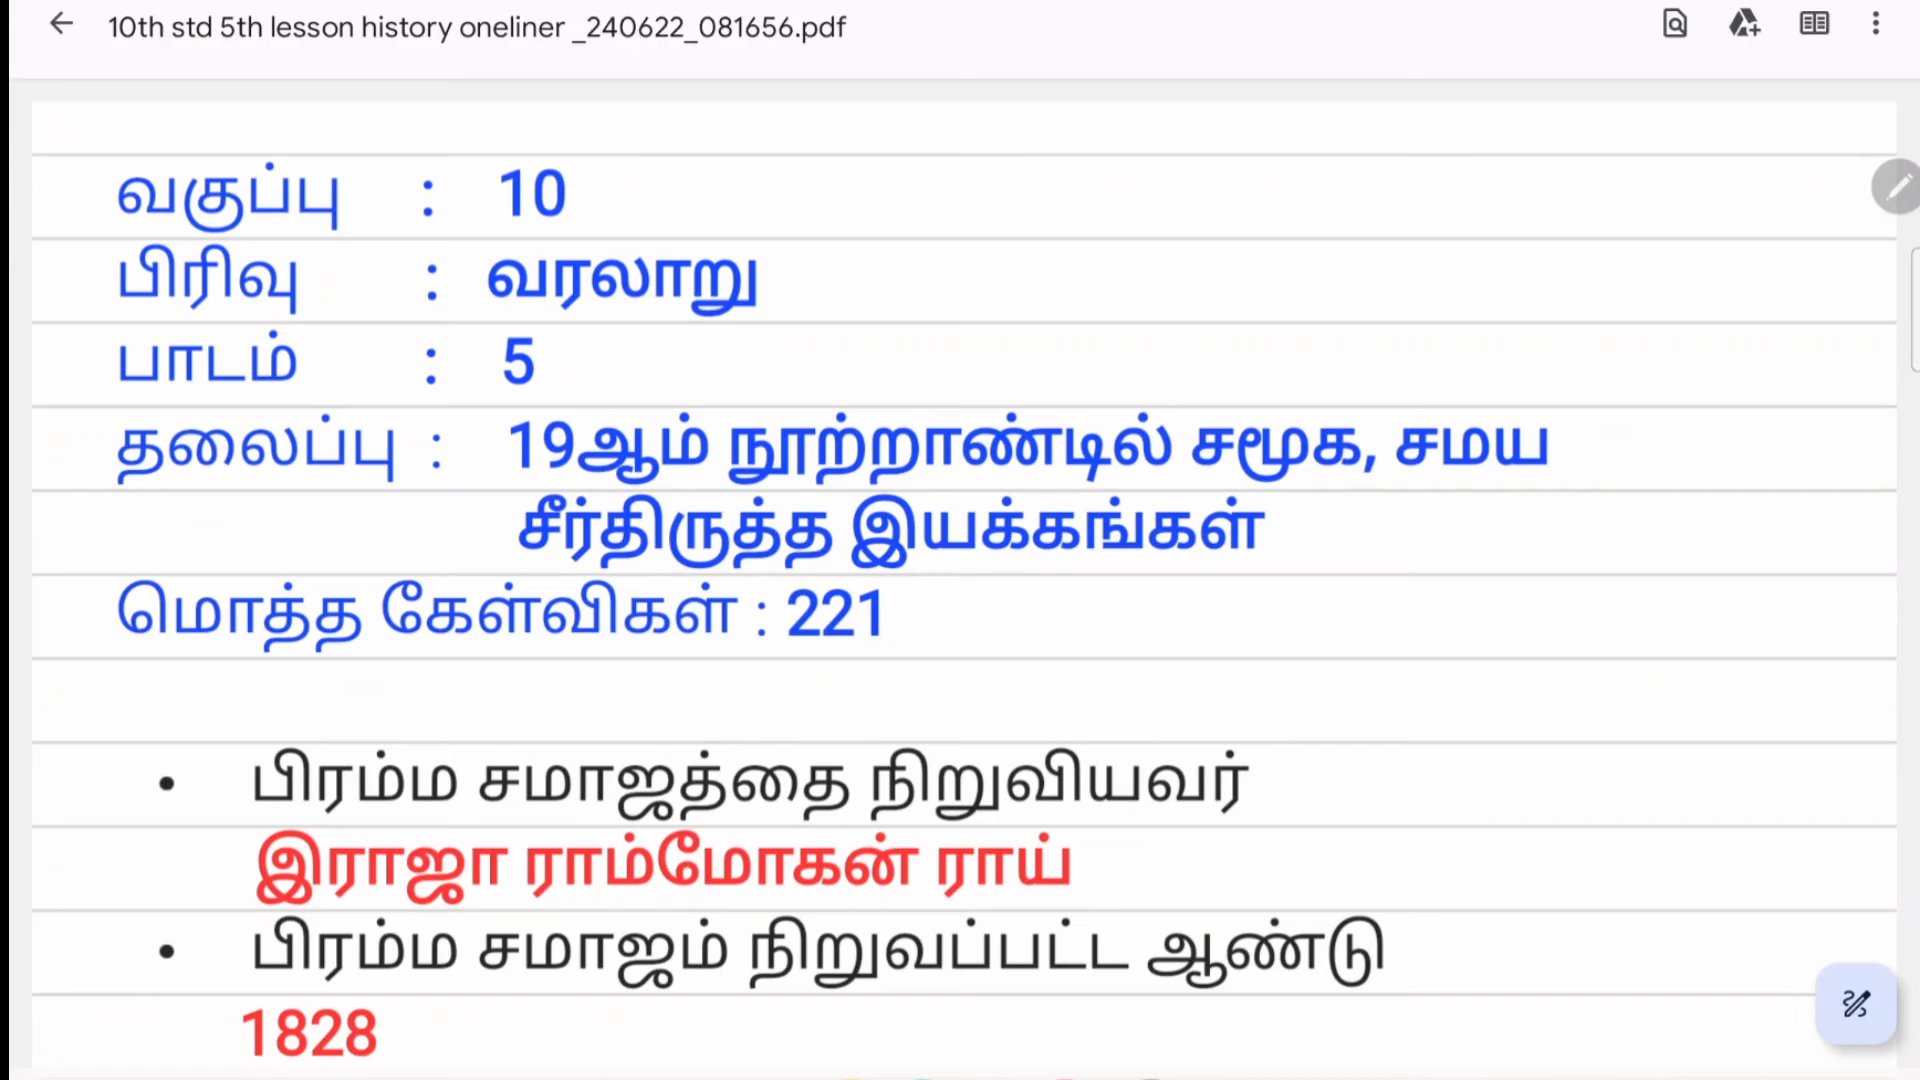 10th std 5th lesson history oneliner _240622_081656.pdf
வகுப்பு : 10
பிரிவு : வரலாறு
பாடம் : 5
தலைப்பு : 19ஆம் நூற்றாண்டில் சமூக, சமய
சீர்திருத்த இயக்கங்கள்
மொத்த கேள்விகள் : 221
• பிரம்ம சமாஜத்தை நிறுவியவர்
இராஜா ராம்மோகன் ராய்
• பிரம்ம சமாஜம் நிறுவப்பட்ட ஆண்டு
1828